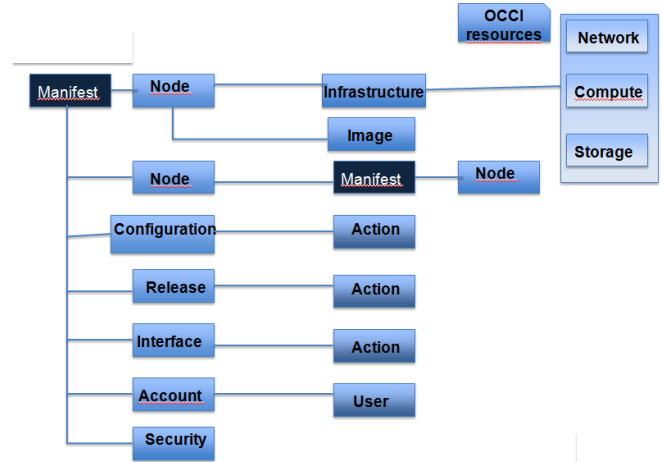 OCCI
resources
Network
Manifest
Node
Infrastructure
Compute
Image
Storage
Node
Manifest
Node
Configuration
Action
Release
Action
Interface
Action
Account
User
Security